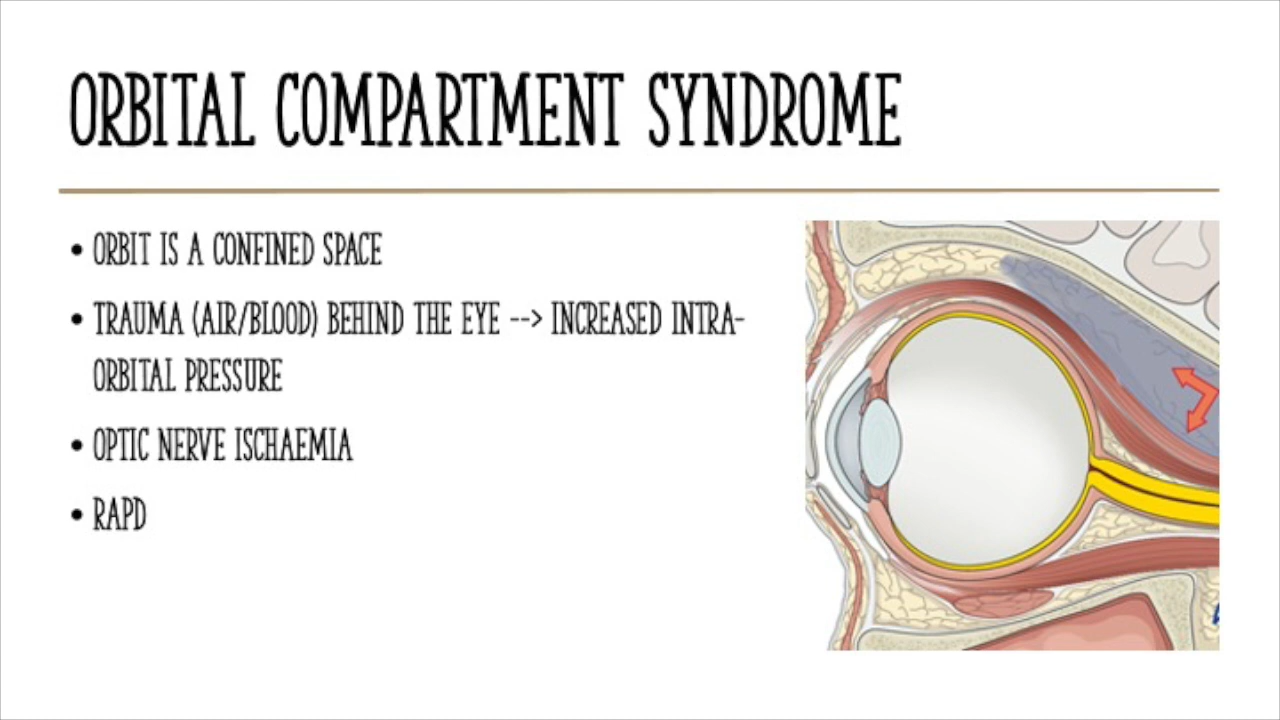 ORBITAL COMPARTMENT SYNDROME
• ORBIT IS A CONFINED SPACE
• TRAUMA (AIR/BLOOD) BEHIND THE EYE --> INCREASED INTRA-
ORBITAL PRESSURE
• OPTIC NERVE ISCHAEMIA
• RAPD